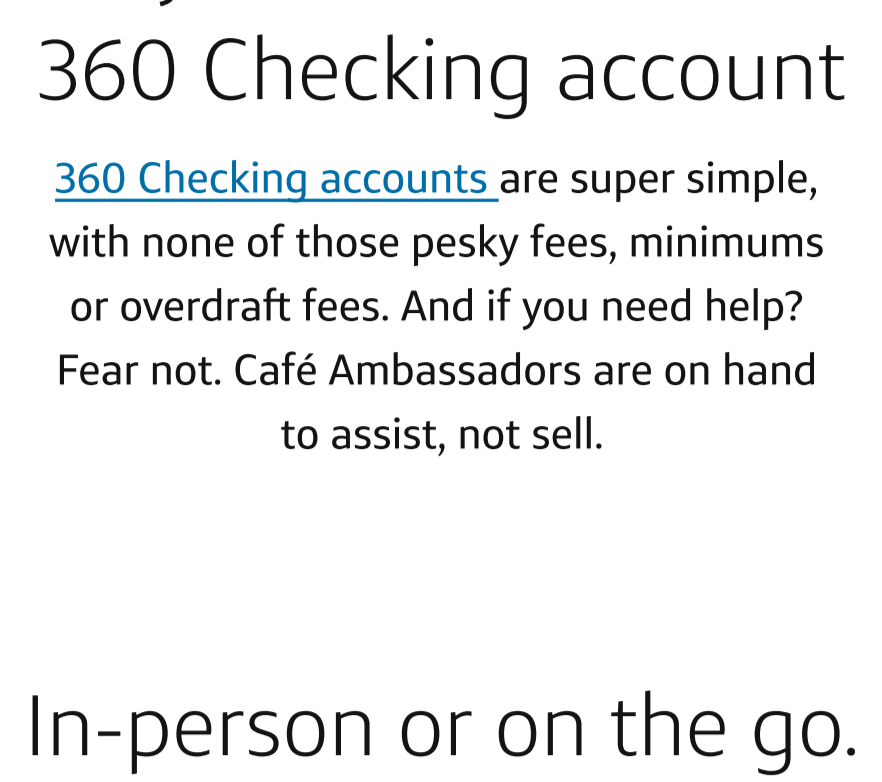 360 Checking account
360 Checking accounts are super simple,
with none of those pesky fees, minimums
or overdraft fees. And if you need help?
Fear not. Café Ambassadors are on hand
to assist, not sell.
In-person or on the go.